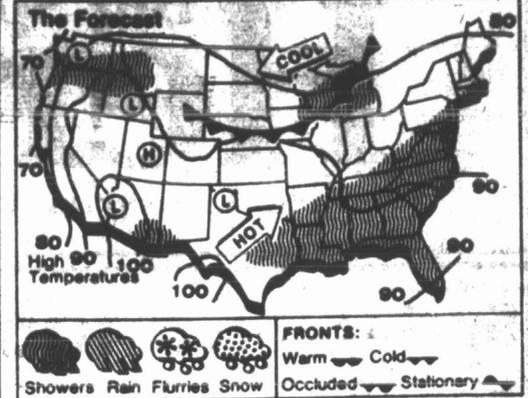 The Forecast
80
70
L
COOL
L
H
70
90
L
L
HOT
80 90 100
High
Temperatures
100
90
90
FRONTS:
Warm Cold
Showers Rain Flurries Snow
Occluded Stationary